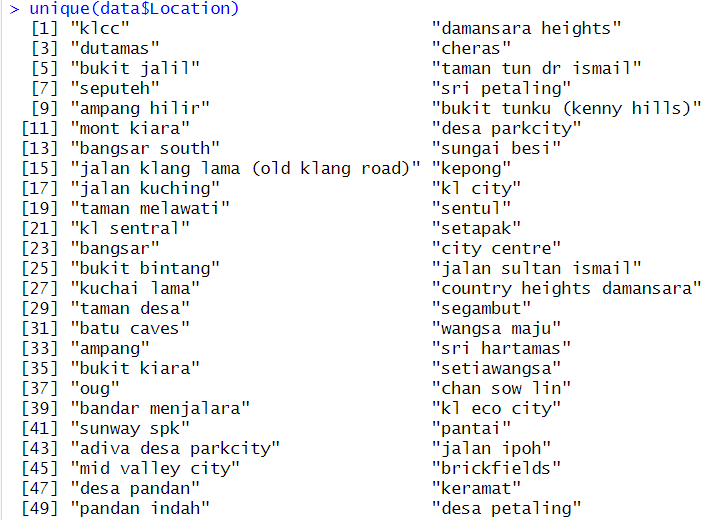 > unique(data$Location)
[1] "klcc" "damansara heights"
[3] "dutamas" "cheras"
[5] "bukit jalil" "taman tun dr ismail"
[7] "seputeh" "sri petaling"
[9] "ampang hilir" "bukit tunku (kenny hills)"
[11] "mont kiara" "desa parkcity"
[13] "bangsar south" "sungai besi"
[15] "jalan klang lama (old klang road)" "kepong"
[17] "jalan kuching" "kl city"
[19] "taman melawati" "sentul"
[21] "kl sentral" "setapak"
[23] "bangsar" "city centre"
[25] "bukit bintang" "jalan sultan ismail"
[27] "kuchai lama" "country heights damansara"
[29] "taman desa" "segambut"
[31] "batu caves" "wangsa maju"
[33] "ampang" "sri hartamas"
[35] "bukit kiara" "setiawangsa"
[37] "oug" "chan sow lin"
[39] "bandar menjalara" "kl eco city"
[41] "sunway spk" "pantai"
[43] "adiva desa parkcity" "jalan ipoh"
[45] "mid valley city" "brickfields"
[47] "desa pandan" "keramat"
[49] "pandan indah" "desa petaling"